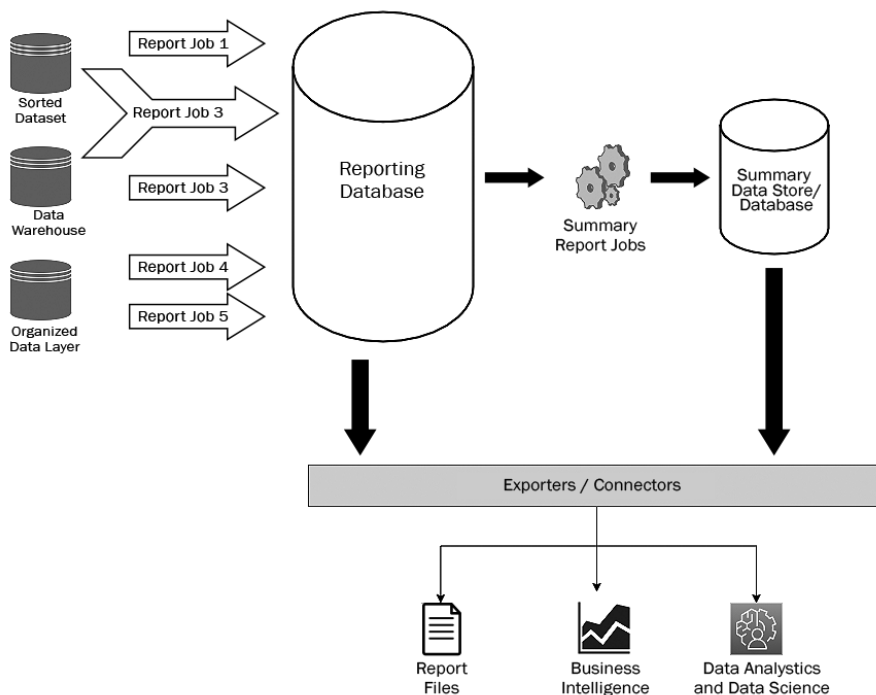 Report Job 1
Sorted
Dataset
Report Job 3
Data
Warehouse
Report Job 3
Organized
Data Layer
Report Job 4
Report Job 5
Reporting
Database
Summary
Report Jobs
Summary
Data Store/
Database
Exporters / Connectors
Report
Files
Business
Intelligence
Data Analystics
and Data Science